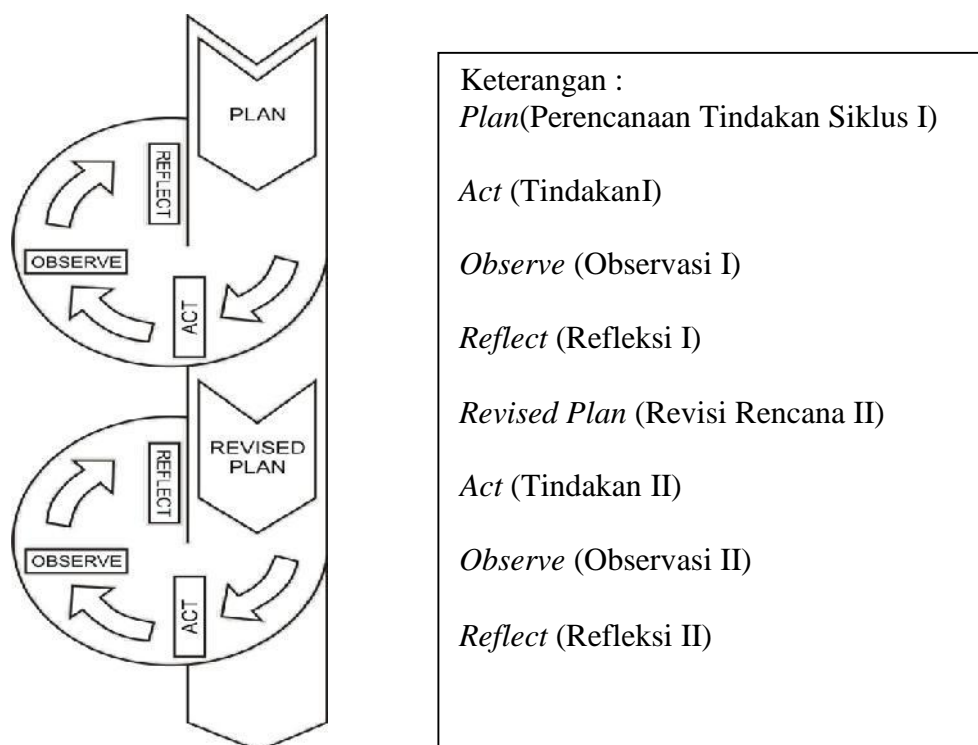 PLAN
REFLECT
OBSERVE
ACT
REVISED
PLAN
REFLECT
OBSERVE
ACT
Keterangan :
Plan(Perencanaan Tindakan Siklus I)
Act (TindakanI)
Observe (Observasi I)
Reflect (Refleksi I)
Revised Plan (Revisi Rencana II)
Act (Tindakan II)
Observe (Observasi II)
Reflect (Refleksi II)